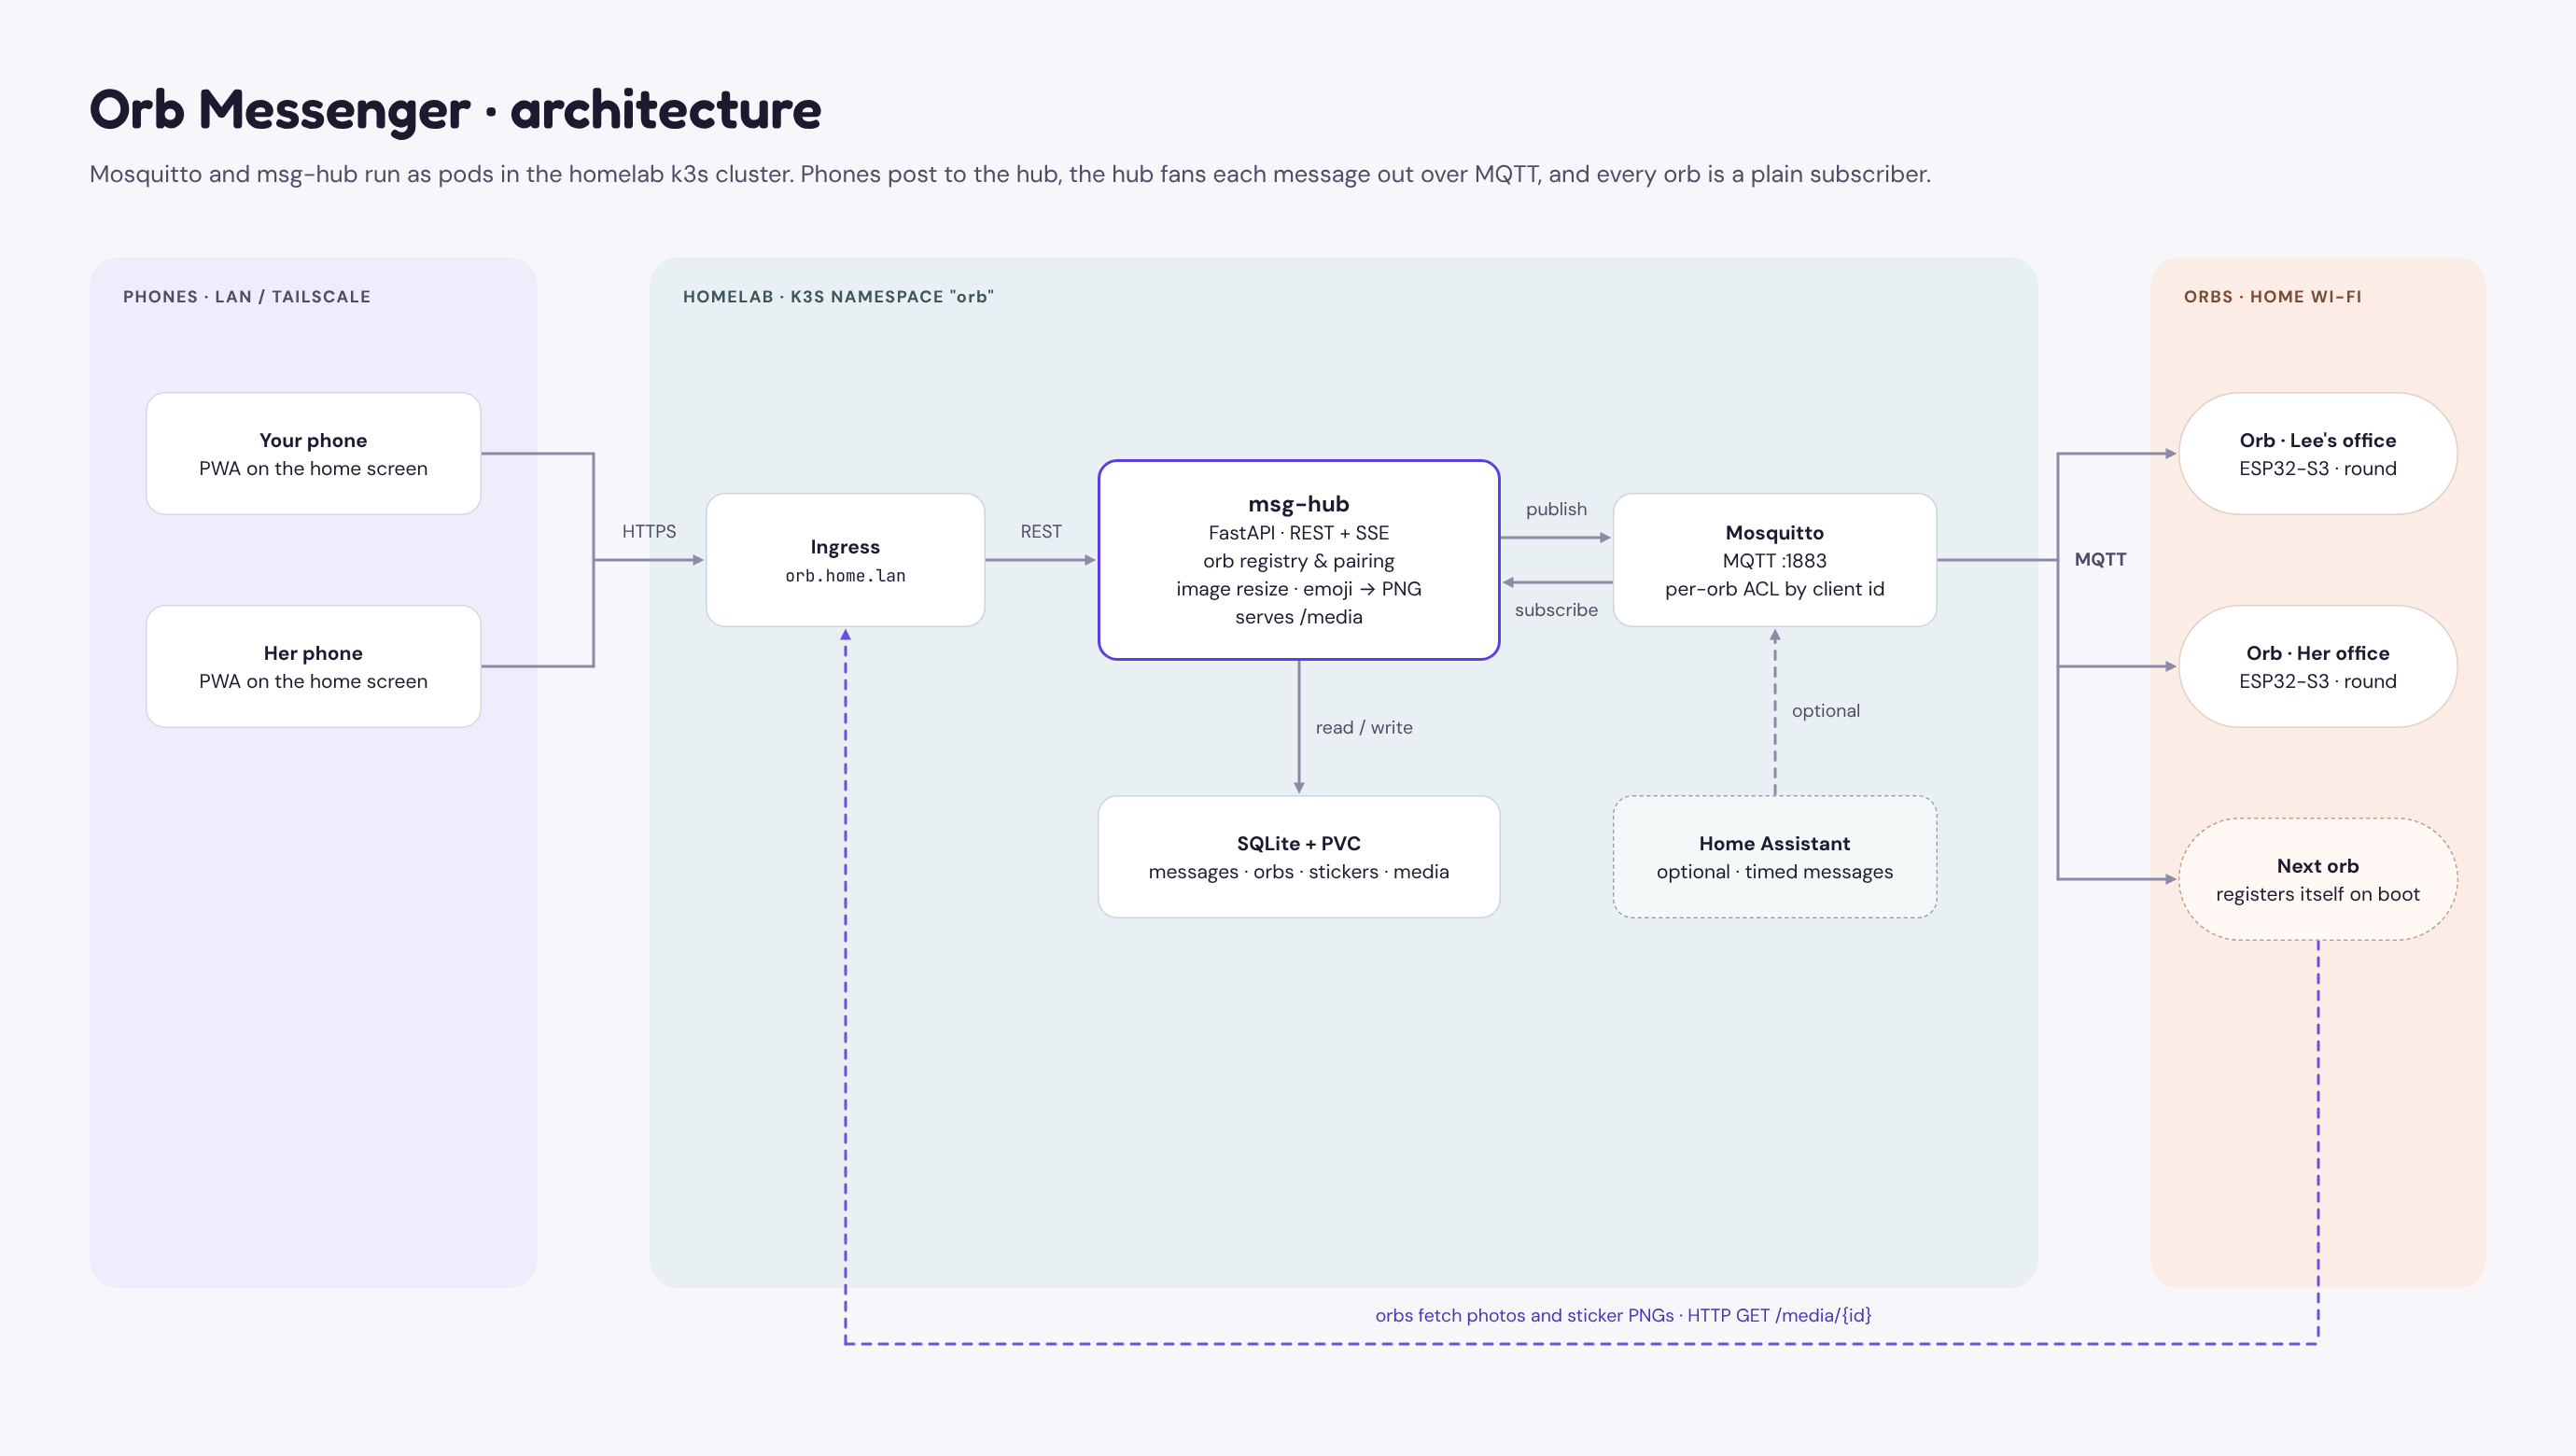 Orb Messenger · architecture
Mosquitto and msg-hub run as pods in the homelab k3s cluster. Phones post to the hub, the hub fans each message out over MQTT, and every orb is a plain subscriber.
PHONES · LAN / TAILSCALE
Your phone
PWA on the home screen
Her phone
PWA on the home screen
HTTPS
HOMELAB · K3S NAMESPACE "orb"
Ingress
orb.home.lan
REST
msg-hub
FastAPI · REST + SSE
orb registry & pairing
image resize · emoji → PNG
serves /media
publish
subscribe
Mosquitto
MQTT :1883
per-orb ACL by client id
read / write
optional
SQLite + PVC
messages · orbs · stickers · media
Home Assistant
optional · timed messages
MQTT
ORBS · HOME WI-FI
Orb · Lee's office
ESP32-S3 · round
Orb · Her office
ESP32-S3 · round
Next orb
registers itself on boot
orbs fetch photos and sticker PNGs · HTTP GET /media/{id}